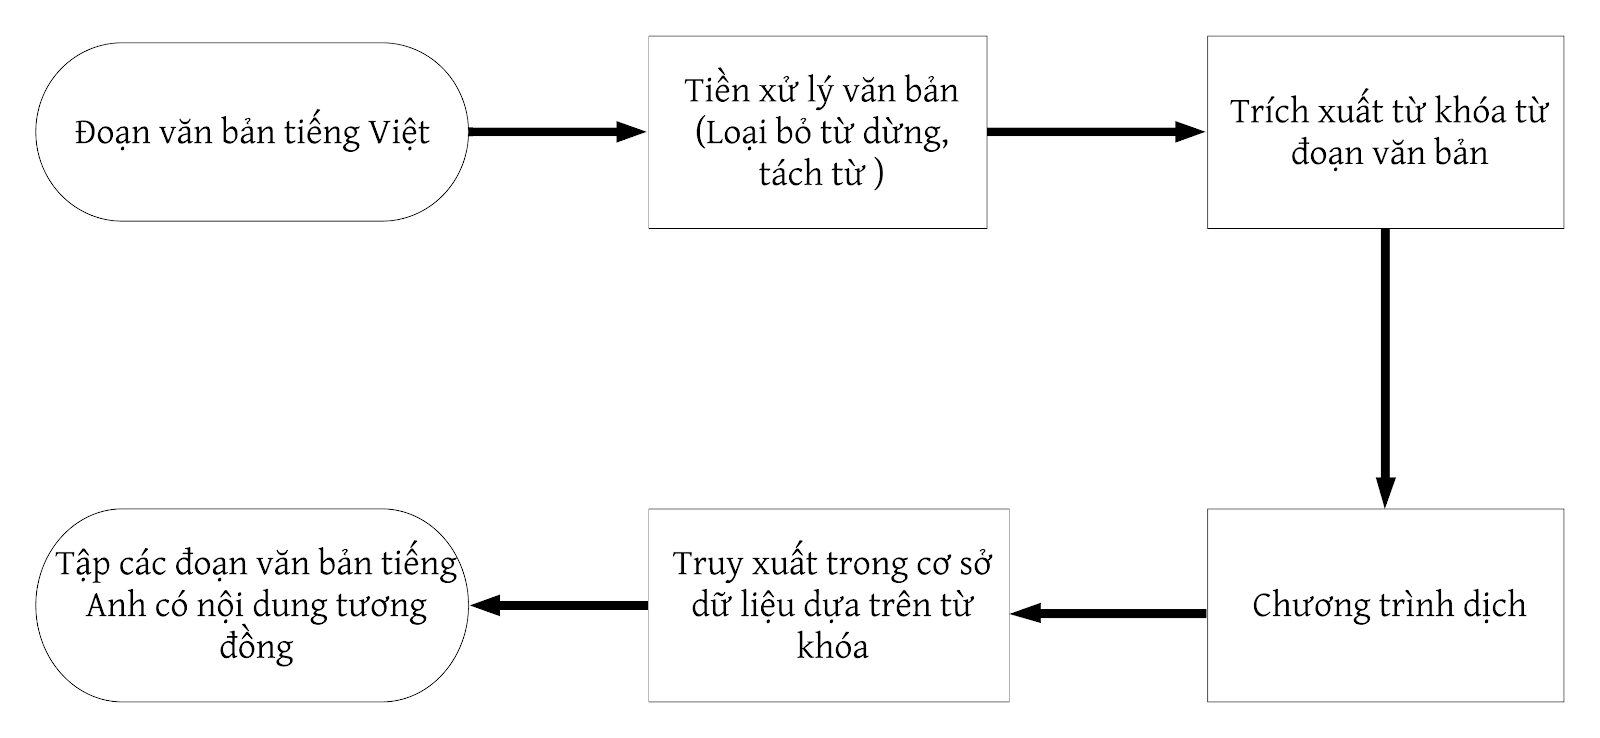 Đoạn văn bản tiếng Việt
Tiền xử lý văn bản
(Loại bỏ từ dừng,
tách từ )
Trích xuất từ khóa từ
đoạn văn bản
Chương trình dịch
Truy xuất trong cơ sở
dữ liệu dựa trên từ
khóa
Tập các đoạn văn bản tiếng
Anh có nội dung tương
đồng